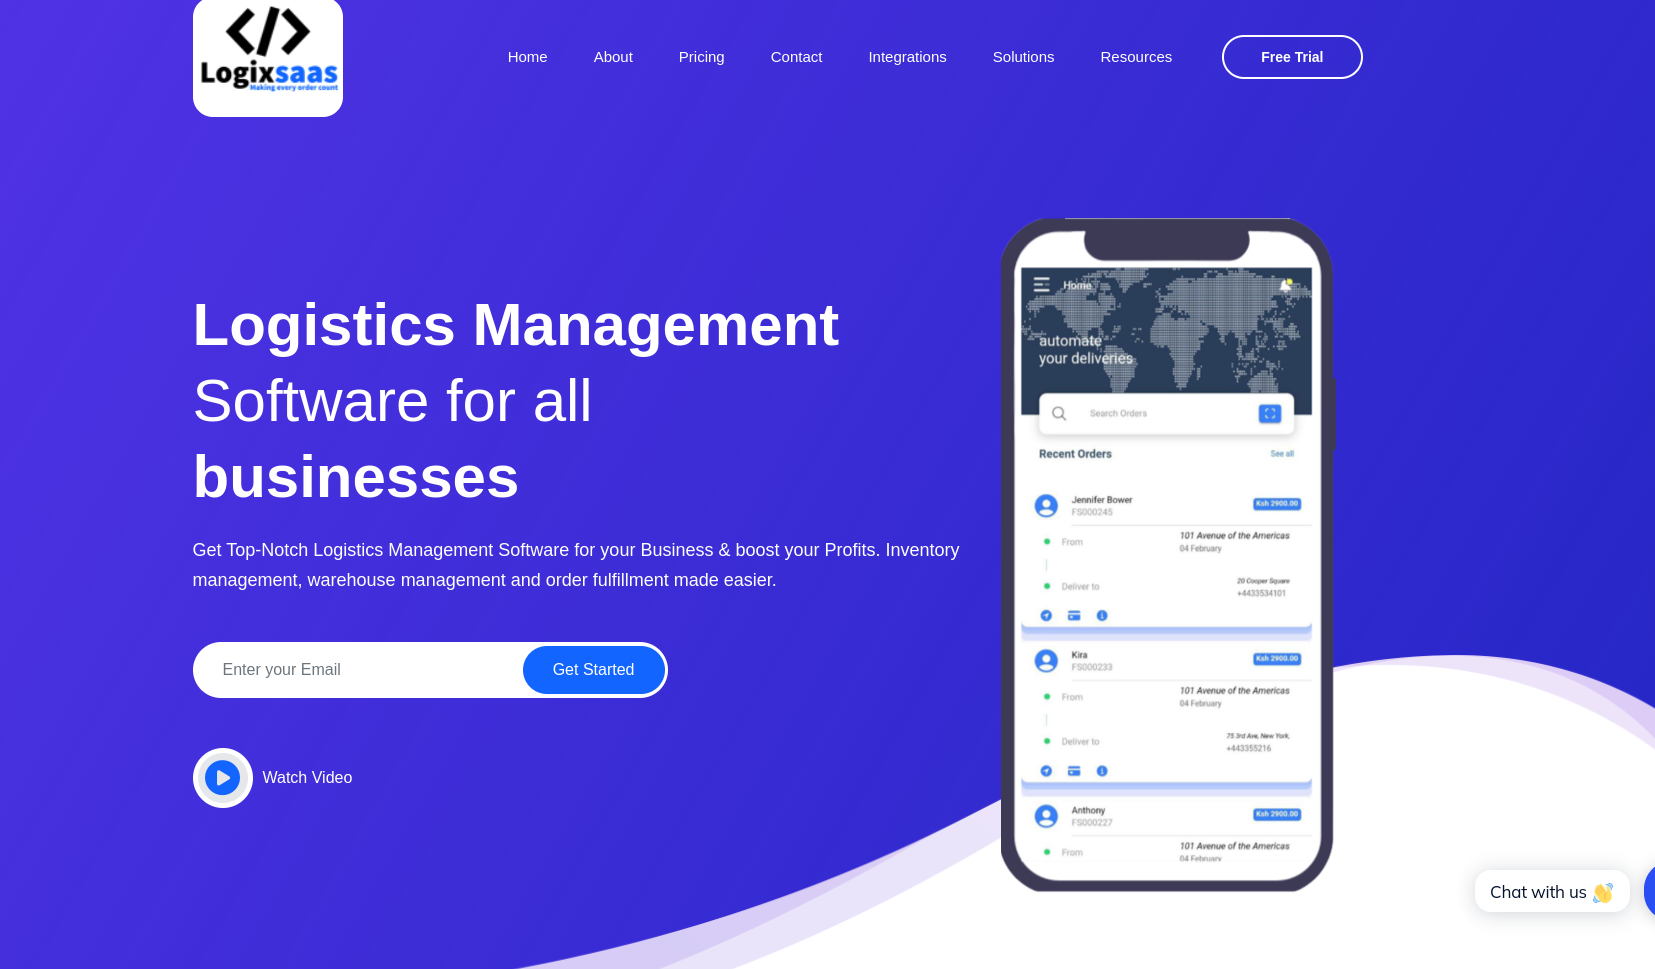 Logixsaas
Making every order count
Home
About
Pricing
Contact
Integrations
Solutions
Resources
Free Trial
Logistics Management
Software for all
businesses
Get Top-Notch Logistics Management Software for your Business & boost your Profits. Inventory
management, warehouse management and order fulfillment made easier.
Enter your Email
Get Started
Watch Video
Home
automate
your deliveries
Search Orders
Recent Orders
See all
Jennifer Bower
Ksh 2900.00
FS000245
From
101 Avenue of the Americas
04 February
Deliver to
20 Cooper Square
+4433534101
Kira
Ksh 2900.00
FS000233
From
101 Avenue of the Americas
04 February
Deliver to
75 3rd Ave, New York,
+443355216
Anthony
Ksh 2900.00
FS000227
From
101 Avenue of the Americas
04 February
Chat with us 👋